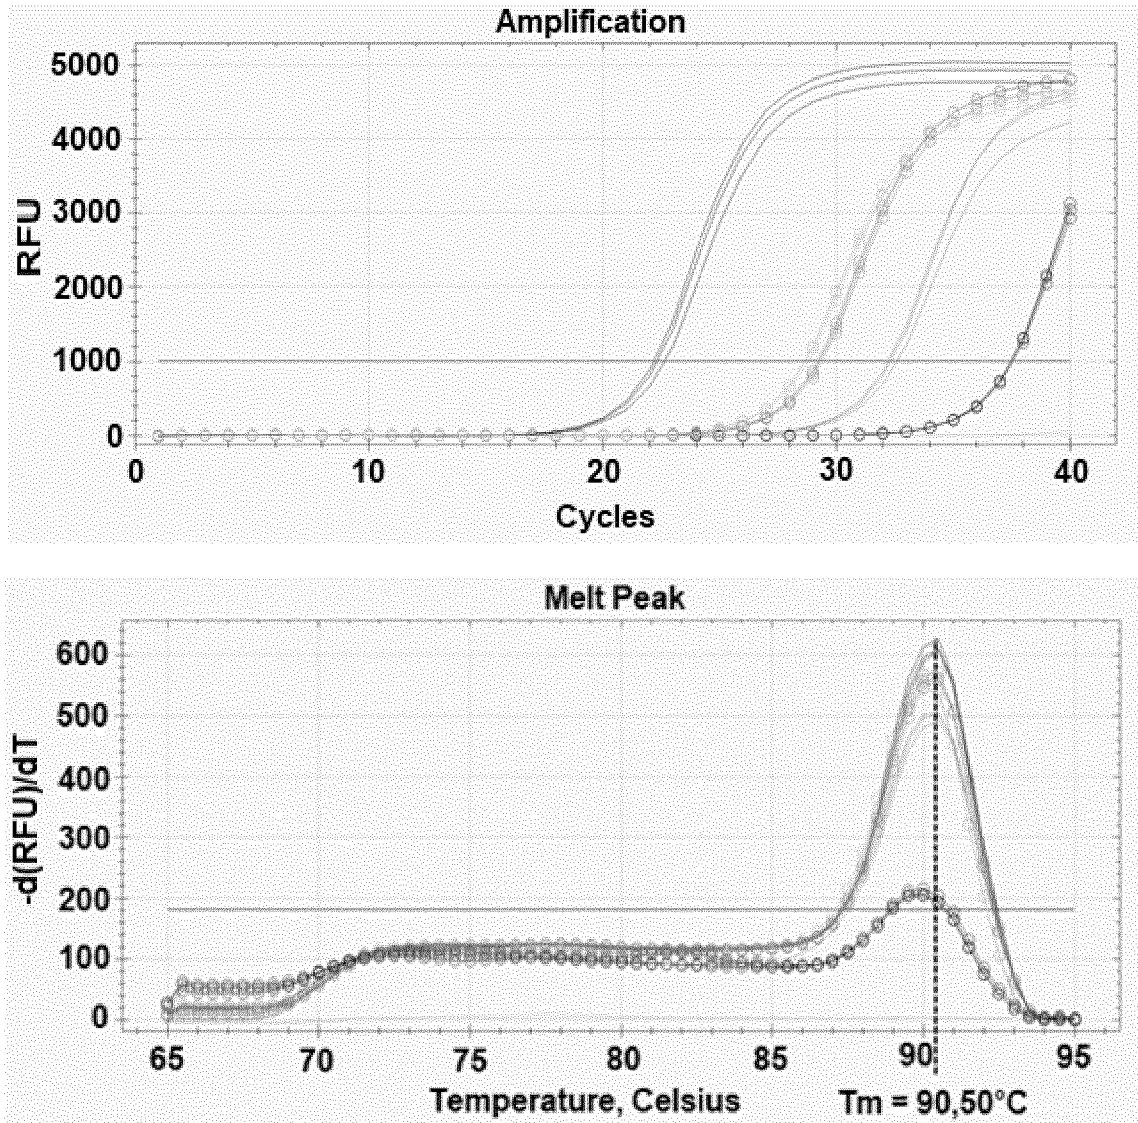 Amplification
5000
4000
3000
2000
1000
0
RFU
0 10 20 30 40
Cycles
Melt Peak
600
500
400
300
200
100
0
-d(RFU)/dT
65 70 75 80 85 90 95
Temperature, Celsius
Tm = 90,50°C